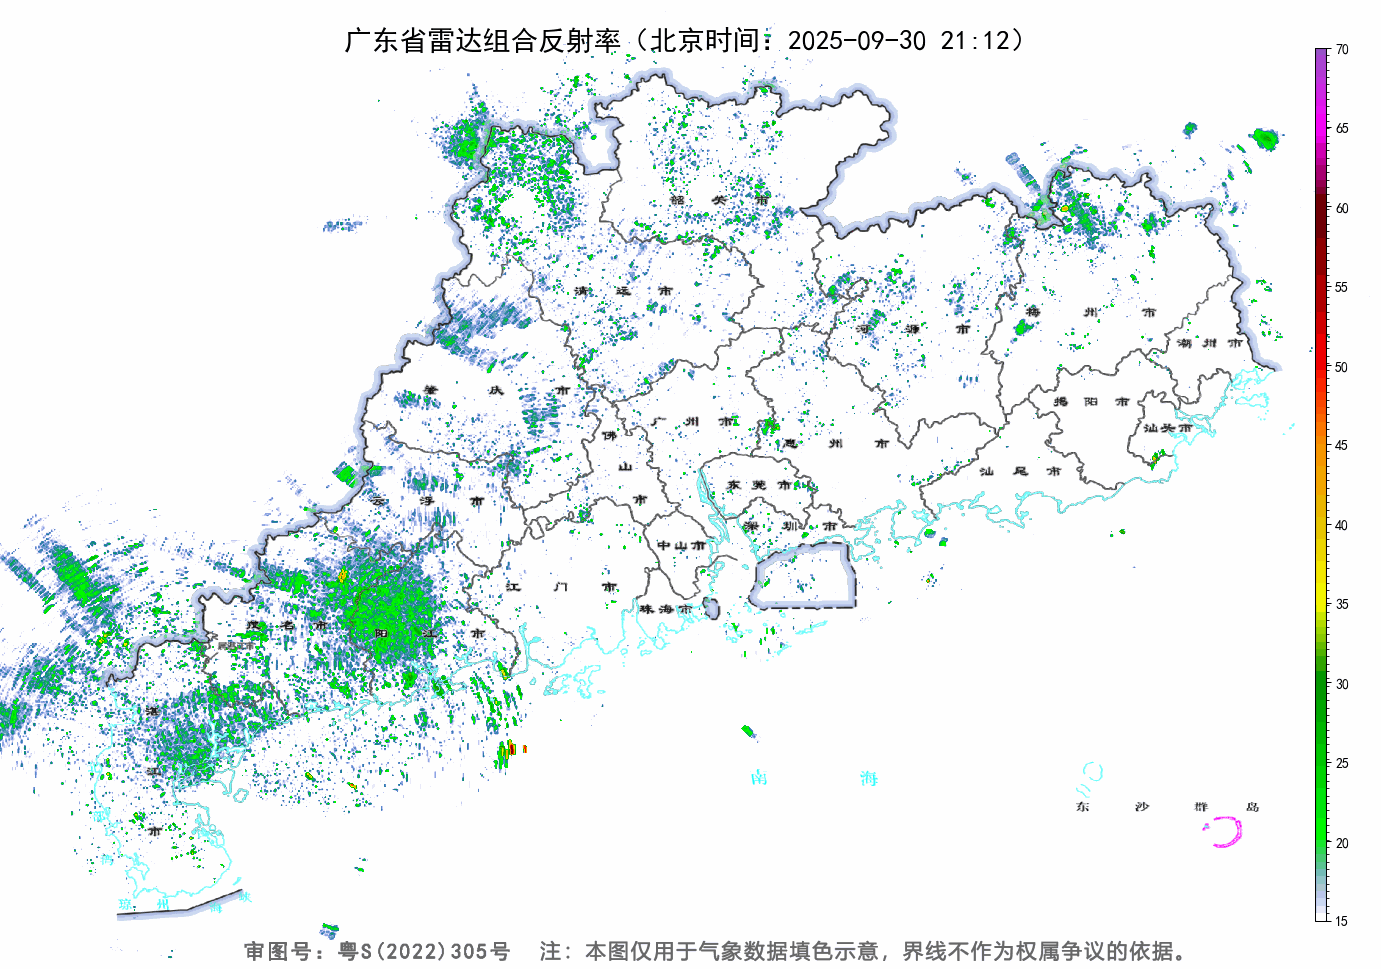 广东省雷达组合反射率（北京时间：2025-09-30 21:12）
70
65
60
55
50
45
40
35
30
25
20
15
韶关市
清远市
河源市
梅州市
潮州市
肇庆市
广州市
惠州市
揭阳市
汕头市
佛山市
东莞市
汕尾市
云浮市
深圳市
中山市
江门市
珠海市
茂名市
阳江市
湛江市
南海
东沙群岛
琼州海峡
审图号：粤S(2022)305号 注：本图仅用于气象数据填色示意，界线不作为权属争议的依据。